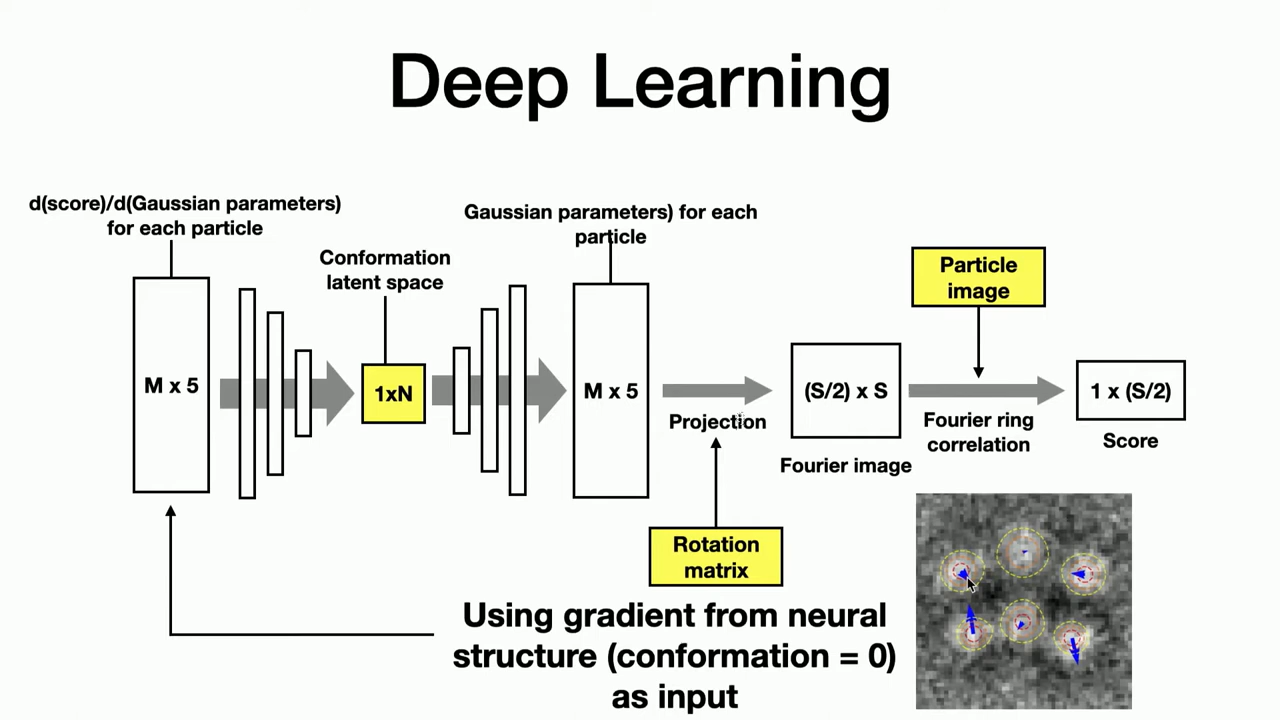 Deep Learning
d(score)/d(Gaussian parameters)
for each particle
Gaussian parameters) for each
particle
Conformation
latent space
Particle
image
M x 5
1xN
M x 5
(S/2) x S
1 x (S/2)
Projection
Fourier ring
correlation
Score
Fourier image
Rotation
matrix
Using gradient from neural
structure (conformation = 0)
as input